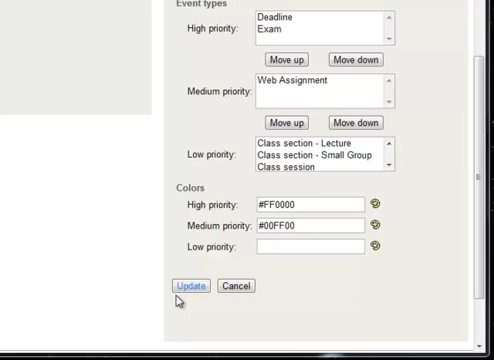 Event types
High priority:
Deadline
Exam
Move up
Move down
Medium priority:
Web Assignment
Move up
Move down
Low priority:
Class section - Lecture
Class section - Small Group
Class session
Colors
High priority: #FF0000
Medium priority: #00FF00
Low priority:
Update
Cancel